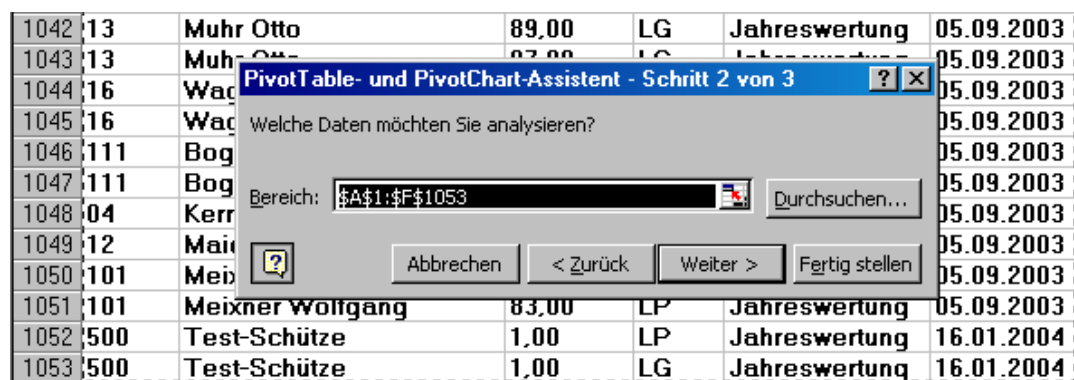 1042 13 Muhr Otto 89,00 LG Jahreswertung 05.09.2003
1043 13 05.09.2003
PivotTable- und PivotChart-Assistent - Schritt 2 von 3
1044 16 05.09.2003
Welche Daten möchten Sie analysieren?
1045 16 05.09.2003
1046 111 Bog 05.09.2003
1047 111 Bog 05.09.2003
Bereich: $A$1:$F$1053 Durchsuchen...
1048 04 05.09.2003
1049 12 05.09.2003
1050 101 05.09.2003
Abbrechen < Zurück Weiter > Fertig stellen
1051 101 Meixner Wolfgang 83,00 LP Jahreswertung 05.09.2003
1052 500 Test-Schütze 1,00 LP Jahreswertung 16.01.2004
1053 500 Test-Schütze 1,00 LG Jahreswertung 16.01.2004